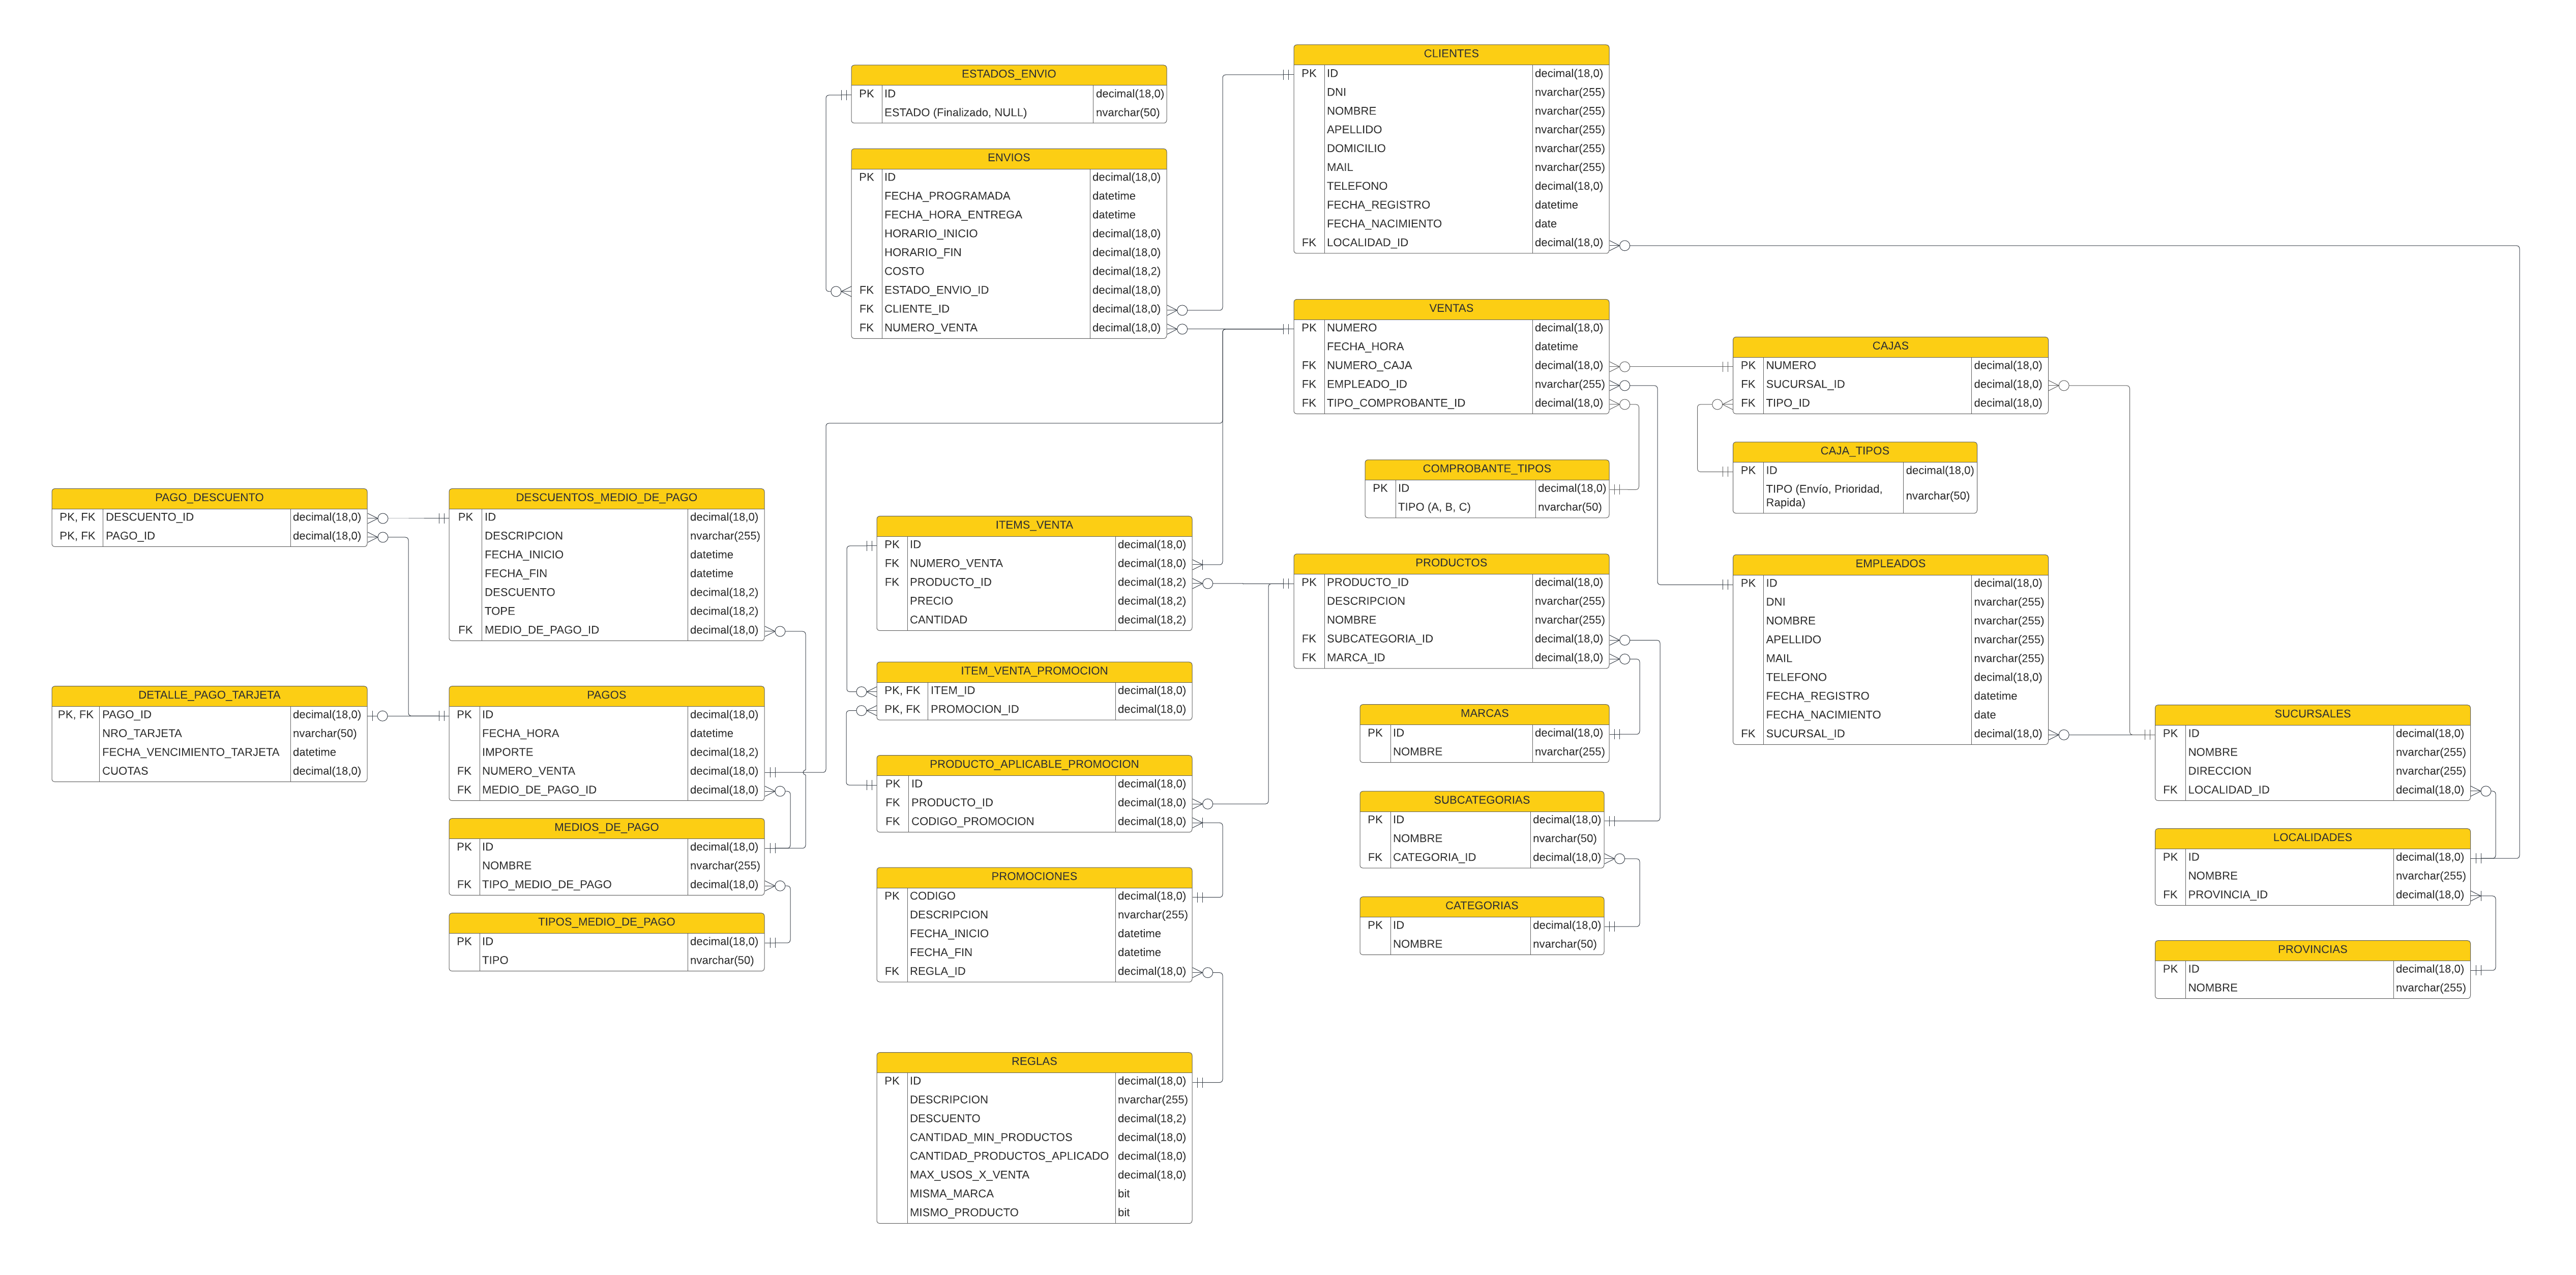 ESTADOS_ENVIO
PK ID decimal(18,0)
ESTADO (Finalizado, NULL) nvarchar(50)
ENVIOS
PK ID decimal(18,0)
FECHA_PROGRAMADA datetime
FECHA_HORA_ENTREGA datetime
HORARIO_INICIO decimal(18,0)
HORARIO_FIN decimal(18,0)
COSTO decimal(18,2)
FK ESTADO_ENVIO_ID decimal(18,0)
FK CLIENTE_ID decimal(18,0)
FK NUMERO_VENTA decimal(18,0)
CLIENTES
PK ID decimal(18,0)
DNI nvarchar(255)
NOMBRE nvarchar(255)
APELLIDO nvarchar(255)
DOMICILIO nvarchar(255)
MAIL nvarchar(255)
TELEFONO decimal(18,0)
FECHA_REGISTRO datetime
FECHA_NACIMIENTO date
FK LOCALIDAD_ID decimal(18,0)
VENTAS
PK NUMERO decimal(18,0)
FECHA_HORA datetime
FK NUMERO_CAJA decimal(18,0)
FK EMPLEADO_ID nvarchar(255)
FK TIPO_COMPROBANTE_ID decimal(18,0)
CAJAS
PK NUMERO decimal(18,0)
FK SUCURSAL_ID decimal(18,0)
FK TIPO_ID decimal(18,0)
CAJA_TIPOS
PK ID decimal(18,0)
TIPO (Envío, Prioridad,
Rapida) nvarchar(50)
COMPROBANTE_TIPOS
PK ID decimal(18,0)
TIPO (A, B, C) nvarchar(50)
PAGO_DESCUENTO
PK, FK DESCUENTO_ID decimal(18,0)
PK, FK PAGO_ID decimal(18,0)
DESCUENTOS_MEDIO_DE_PAGO
PK ID decimal(18,0)
DESCRIPCION nvarchar(255)
FECHA_INICIO datetime
FECHA_FIN datetime
DESCUENTO decimal(18,2)
TOPE decimal(18,2)
FK MEDIO_DE_PAGO_ID decimal(18,0)
ITEMS_VENTA
PK ID decimal(18,0)
FK NUMERO_VENTA decimal(18,0)
FK PRODUCTO_ID decimal(18,2)
PRECIO decimal(18,2)
CANTIDAD decimal(18,2)
PRODUCTOS
PK PRODUCTO_ID decimal(18,0)
DESCRIPCION nvarchar(255)
NOMBRE nvarchar(255)
FK SUBCATEGORIA_ID decimal(18,0)
FK MARCA_ID decimal(18,0)
EMPLEADOS
PK ID decimal(18,0)
DNI nvarchar(255)
NOMBRE nvarchar(255)
APELLIDO nvarchar(255)
MAIL nvarchar(255)
TELEFONO decimal(18,0)
FECHA_REGISTRO datetime
FECHA_NACIMIENTO date
FK SUCURSAL_ID decimal(18,0)
DETALLE_PAGO_TARJETA
PK, FK PAGO_ID decimal(18,0)
NRO_TARJETA nvarchar(50)
FECHA_VENCIMIENTO_TARJETA datetime
CUOTAS decimal(18,0)
PAGOS
PK ID decimal(18,0)
FECHA_HORA datetime
IMPORTE decimal(18,2)
FK NUMERO_VENTA decimal(18,0)
FK MEDIO_DE_PAGO_ID decimal(18,0)
MEDIOS_DE_PAGO
PK ID decimal(18,0)
NOMBRE nvarchar(255)
FK TIPO_MEDIO_DE_PAGO decimal(18,0)
TIPOS_MEDIO_DE_PAGO
PK ID decimal(18,0)
TIPO nvarchar(50)
ITEM_VENTA_PROMOCION
PK, FK ITEM_ID decimal(18,0)
PK, FK PROMOCION_ID decimal(18,0)
PRODUCTO_APLICABLE_PROMOCION
PK ID decimal(18,0)
FK PRODUCTO_ID decimal(18,0)
FK CODIGO_PROMOCION decimal(18,0)
PROMOCIONES
PK CODIGO decimal(18,0)
DESCRIPCION nvarchar(255)
FECHA_INICIO datetime
FECHA_FIN datetime
FK REGLA_ID decimal(18,0)
REGLAS
PK ID decimal(18,0)
DESCRIPCION nvarchar(255)
DESCUENTO decimal(18,2)
CANTIDAD_MIN_PRODUCTOS decimal(18,0)
CANTIDAD_PRODUCTOS_APLICADO decimal(18,0)
MAX_USOS_X_VENTA decimal(18,0)
MISMA_MARCA bit
MISMO_PRODUCTO bit
MARCAS
PK ID decimal(18,0)
NOMBRE nvarchar(255)
SUBCATEGORIAS
PK ID decimal(18,0)
NOMBRE nvarchar(50)
FK CATEGORIA_ID decimal(18,0)
CATEGORIAS
PK ID decimal(18,0)
NOMBRE nvarchar(50)
SUCURSALES
PK ID decimal(18,0)
NOMBRE nvarchar(255)
DIRECCION nvarchar(255)
FK LOCALIDAD_ID decimal(18,0)
LOCALIDADES
PK ID decimal(18,0)
NOMBRE nvarchar(255)
FK PROVINCIA_ID decimal(18,0)
PROVINCIAS
PK ID decimal(18,0)
NOMBRE nvarchar(255)